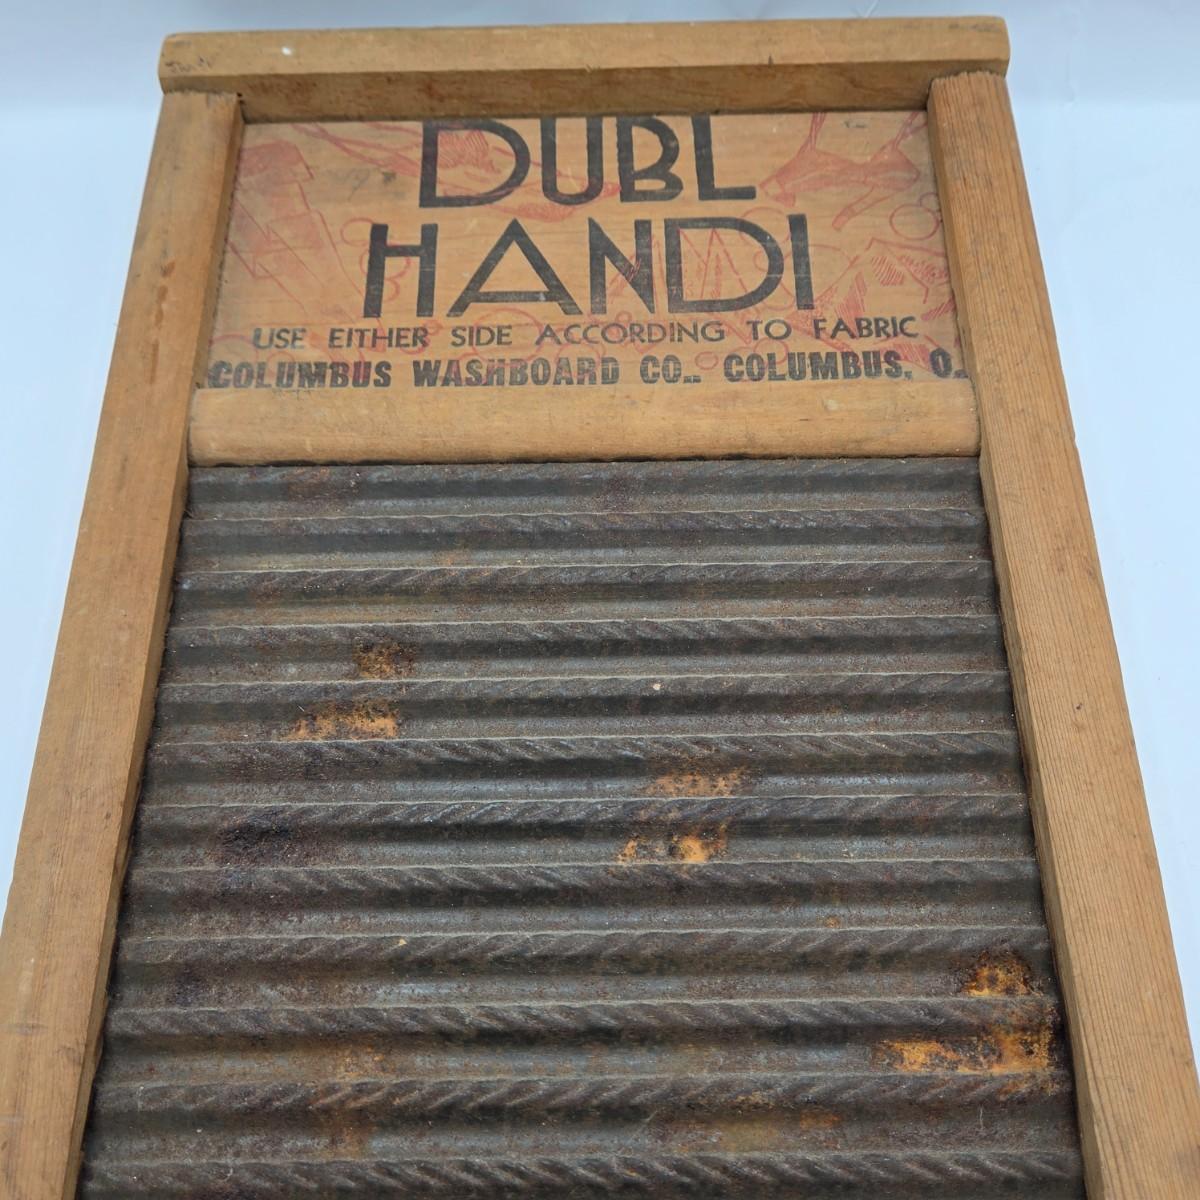 DUBL
HANDI
USE EITHER SIDE ACCORDING TO FABRIC
COLUMBUS WASHBOARD CO.. COLUMBUS, O.